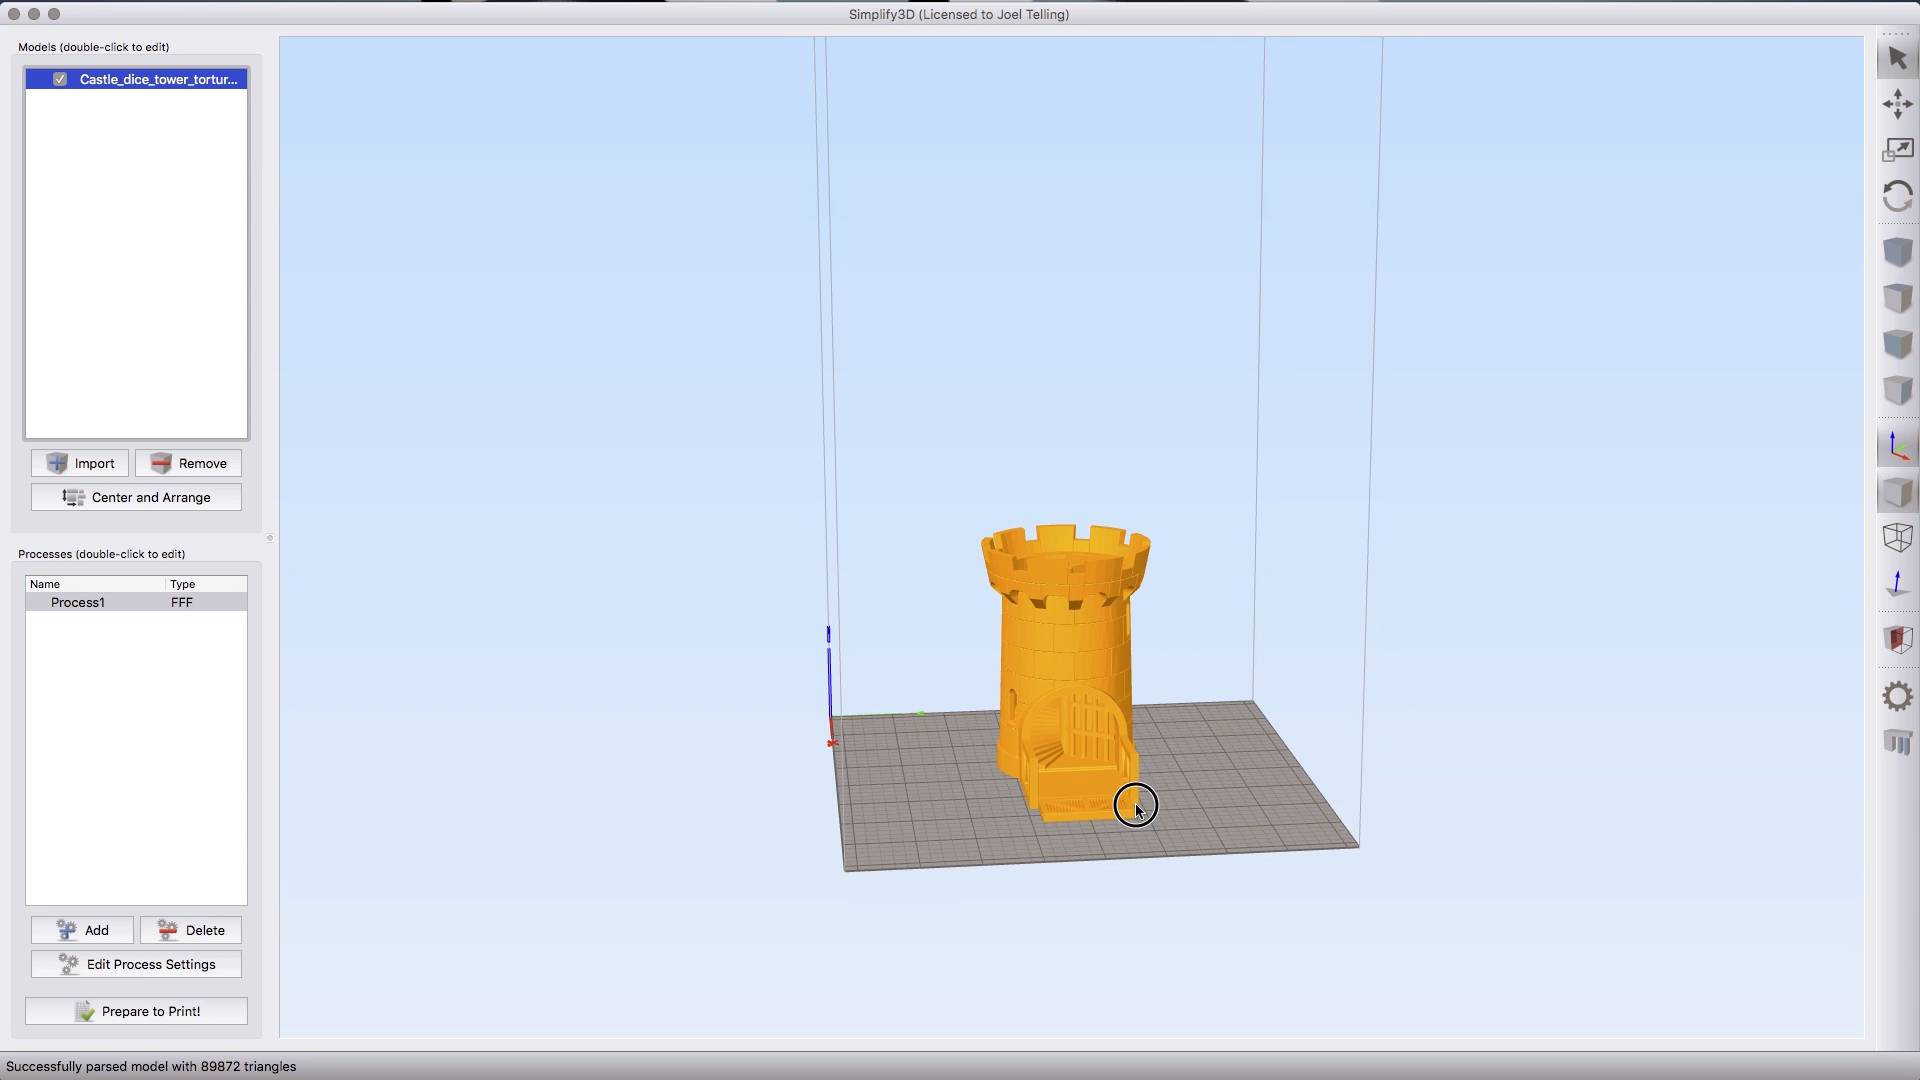 Simplify3D (Licensed to Joel Telling)
Models (double-click to edit)
Castle_dice_tower_tortur...
Import
Remove
Center and Arrange
Processes (double-click to edit)
Name Type
Process1 FFF
Add
Delete
Edit Process Settings
Prepare to Print!
Successfully parsed model with 89872 triangles